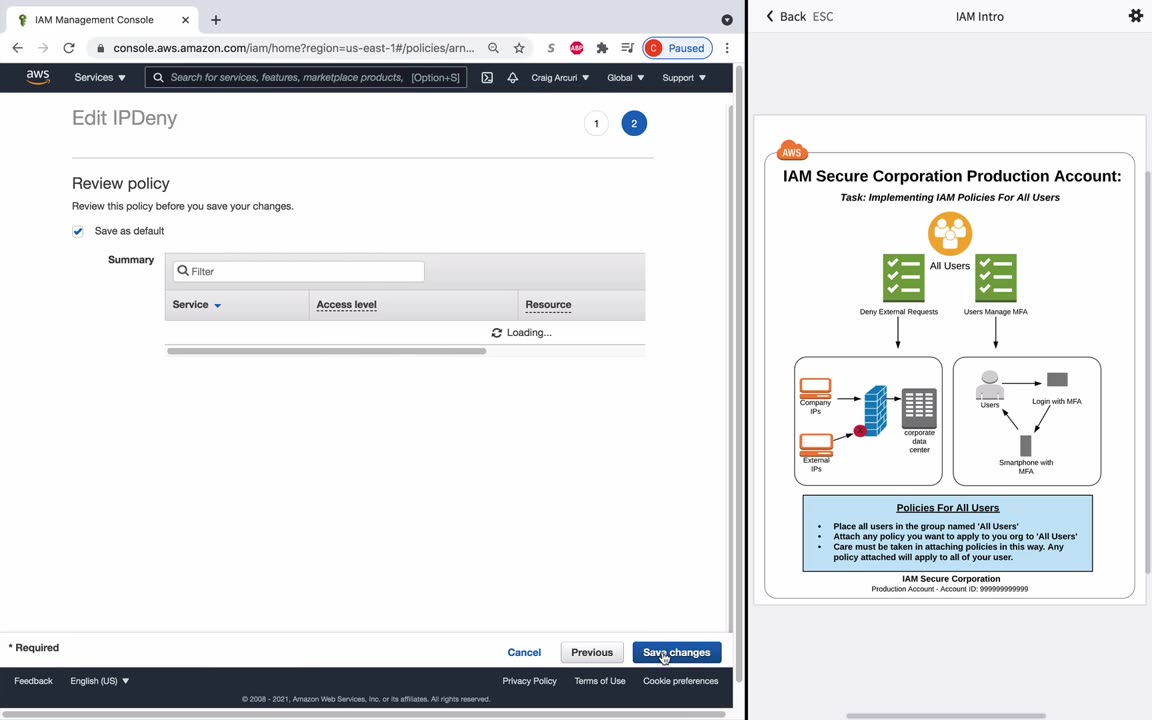 IAM Management Console
console.aws.amazon.com/iam/home?region=us-east-1#/policies/arn...
S
ABP
C Paused
aws
Services
Search for services, features, marketplace products, [Option+S]
Craig Arcuri
Global
Support
Edit IPDeny
1
2
Review policy
Review this policy before you save your changes.
Save as default
Summary
Filter
Service
Access level
Resource
Loading...
* Required
Cancel
Previous
Save changes
Feedback
English (US)
Privacy Policy
Terms of Use
Cookie preferences
© 2008 - 2021, Amazon Web Services, Inc. or its affiliates. All rights reserved.
Back ESC
IAM Intro
AWS
IAM Secure Corporation Production Account:
Task: Implementing IAM Policies For All Users
All Users
Deny External Requests
Users Manage MFA
Company
IPs
X
External
IPs
corporate
data
center
Users
Login with MFA
Smartphone with
MFA
Policies For All Users
• Place all users in the group named 'All Users'
• Attach any policy you want to apply to you org to 'All Users'
• Care must be taken in attaching policies in this way. Any
policy attached will apply to all of your user.
IAM Secure Corporation
Production Account - Account ID: 999999999999